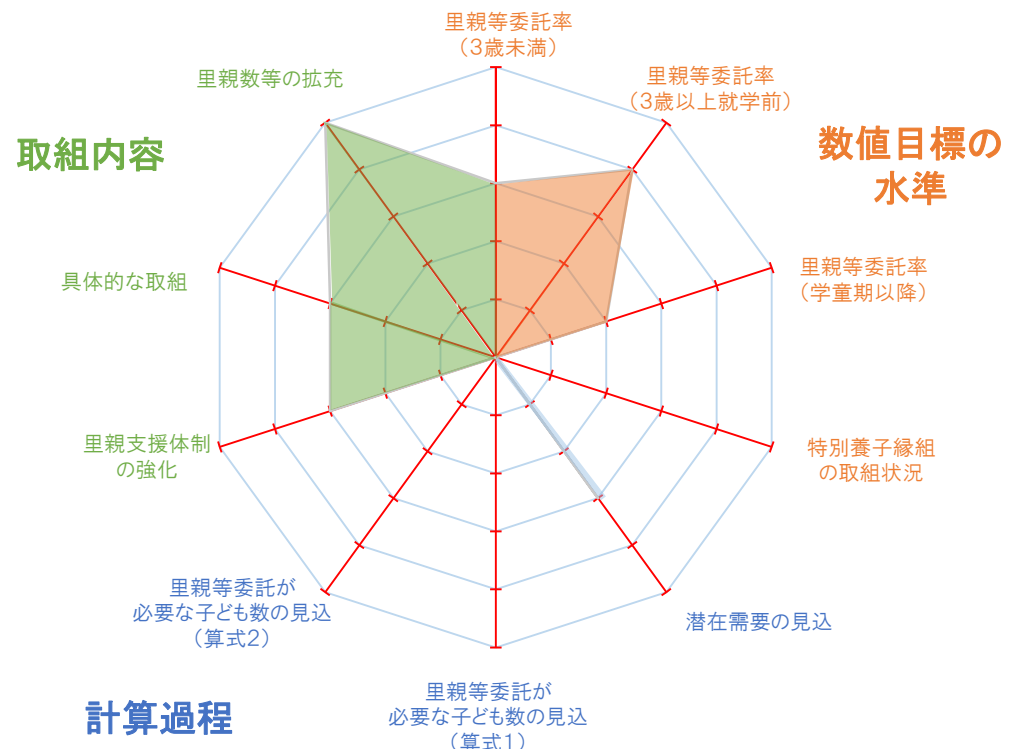 里親等委託率
（3歳未満）
里親等委託率
（3歳以上就学前）
里親数等の拡充
取組内容
数値目標の
水準
具体的な取組
里親等委託率
（学童期以降）
里親支援体制
の強化
特別養子縁組
の取組状況
里親等委託が
必要な子ども数の見込
（算式2）
潜在需要の見込
計算過程
里親等委託が
必要な子ども数の見込
（算式1）